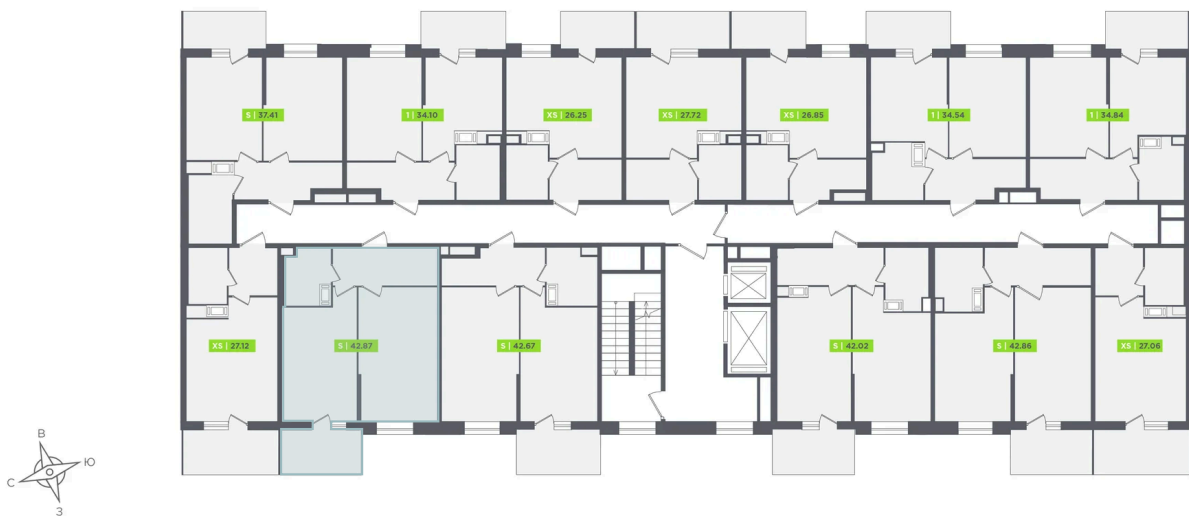 S | 37.41
1 | 34.10
XS | 26.25
XS | 27.72
XS | 26.85
1 | 34.54
1 | 34.84
XS | 27.12
S | 42.87
S | 42.67
S | 42.02
S | 42.86
XS | 27.06
В
Ю
С
З